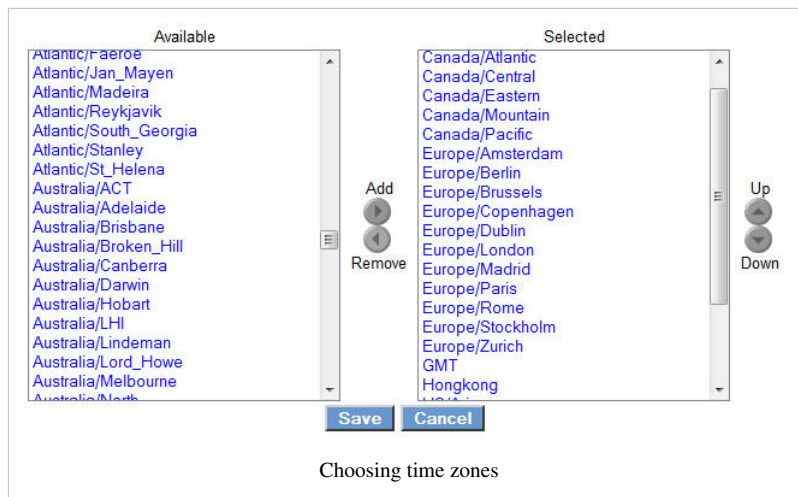 Available
Atlantic/Faeroe
Atlantic/Jan_Mayen
Atlantic/Madeira
Atlantic/Reykjavik
Atlantic/South_Georgia
Atlantic/Stanley
Atlantic/St_Helena
Australia/ACT
Australia/Adelaide
Australia/Brisbane
Australia/Broken_Hill
Australia/Canberra
Australia/Darwin
Australia/Hobart
Australia/LHI
Australia/Lindeman
Australia/Lord_Howe
Australia/Melbourne
Australia/North
Add
Remove
Selected
Canada/Atlantic
Canada/Central
Canada/Eastern
Canada/Mountain
Canada/Pacific
Europe/Amsterdam
Europe/Berlin
Europe/Brussels
Europe/Copenhagen
Europe/Dublin
Europe/London
Europe/Madrid
Europe/Paris
Europe/Rome
Europe/Stockholm
Europe/Zurich
GMT
Hongkong
Up
Down
Save
Cancel
Choosing time zones